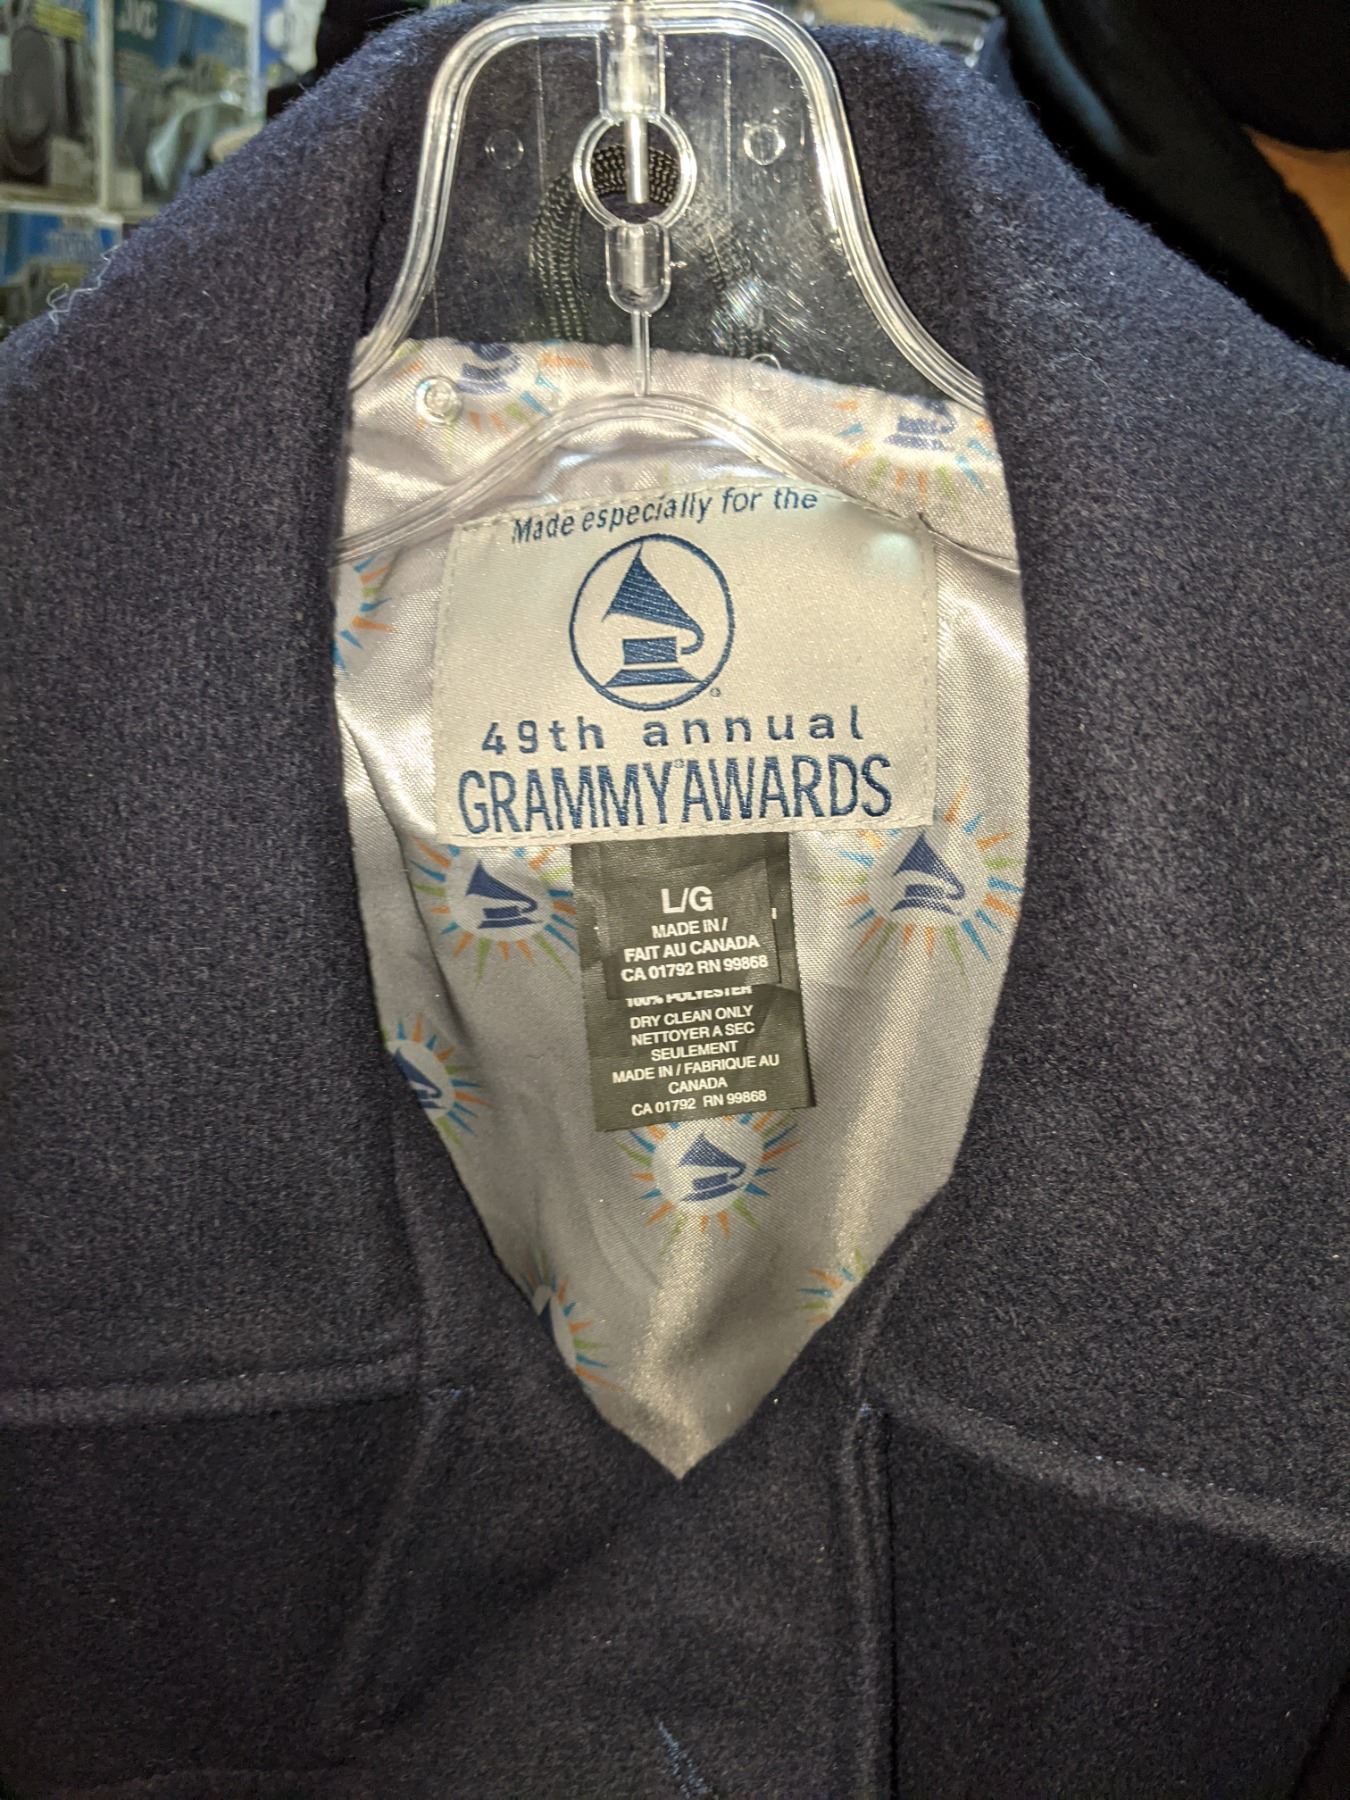 JVC
Made especially for the
49th annual
GRAMMY® AWARDS
L/G
MADE IN /
FAIT AU CANADA
CA 01792 RN 99868
100% POLYESTER
DRY CLEAN ONLY
NETTOYER A SEC
SEULEMENT
MADE IN / FABRIQUE AU
CANADA
CA 01792 RN 99868